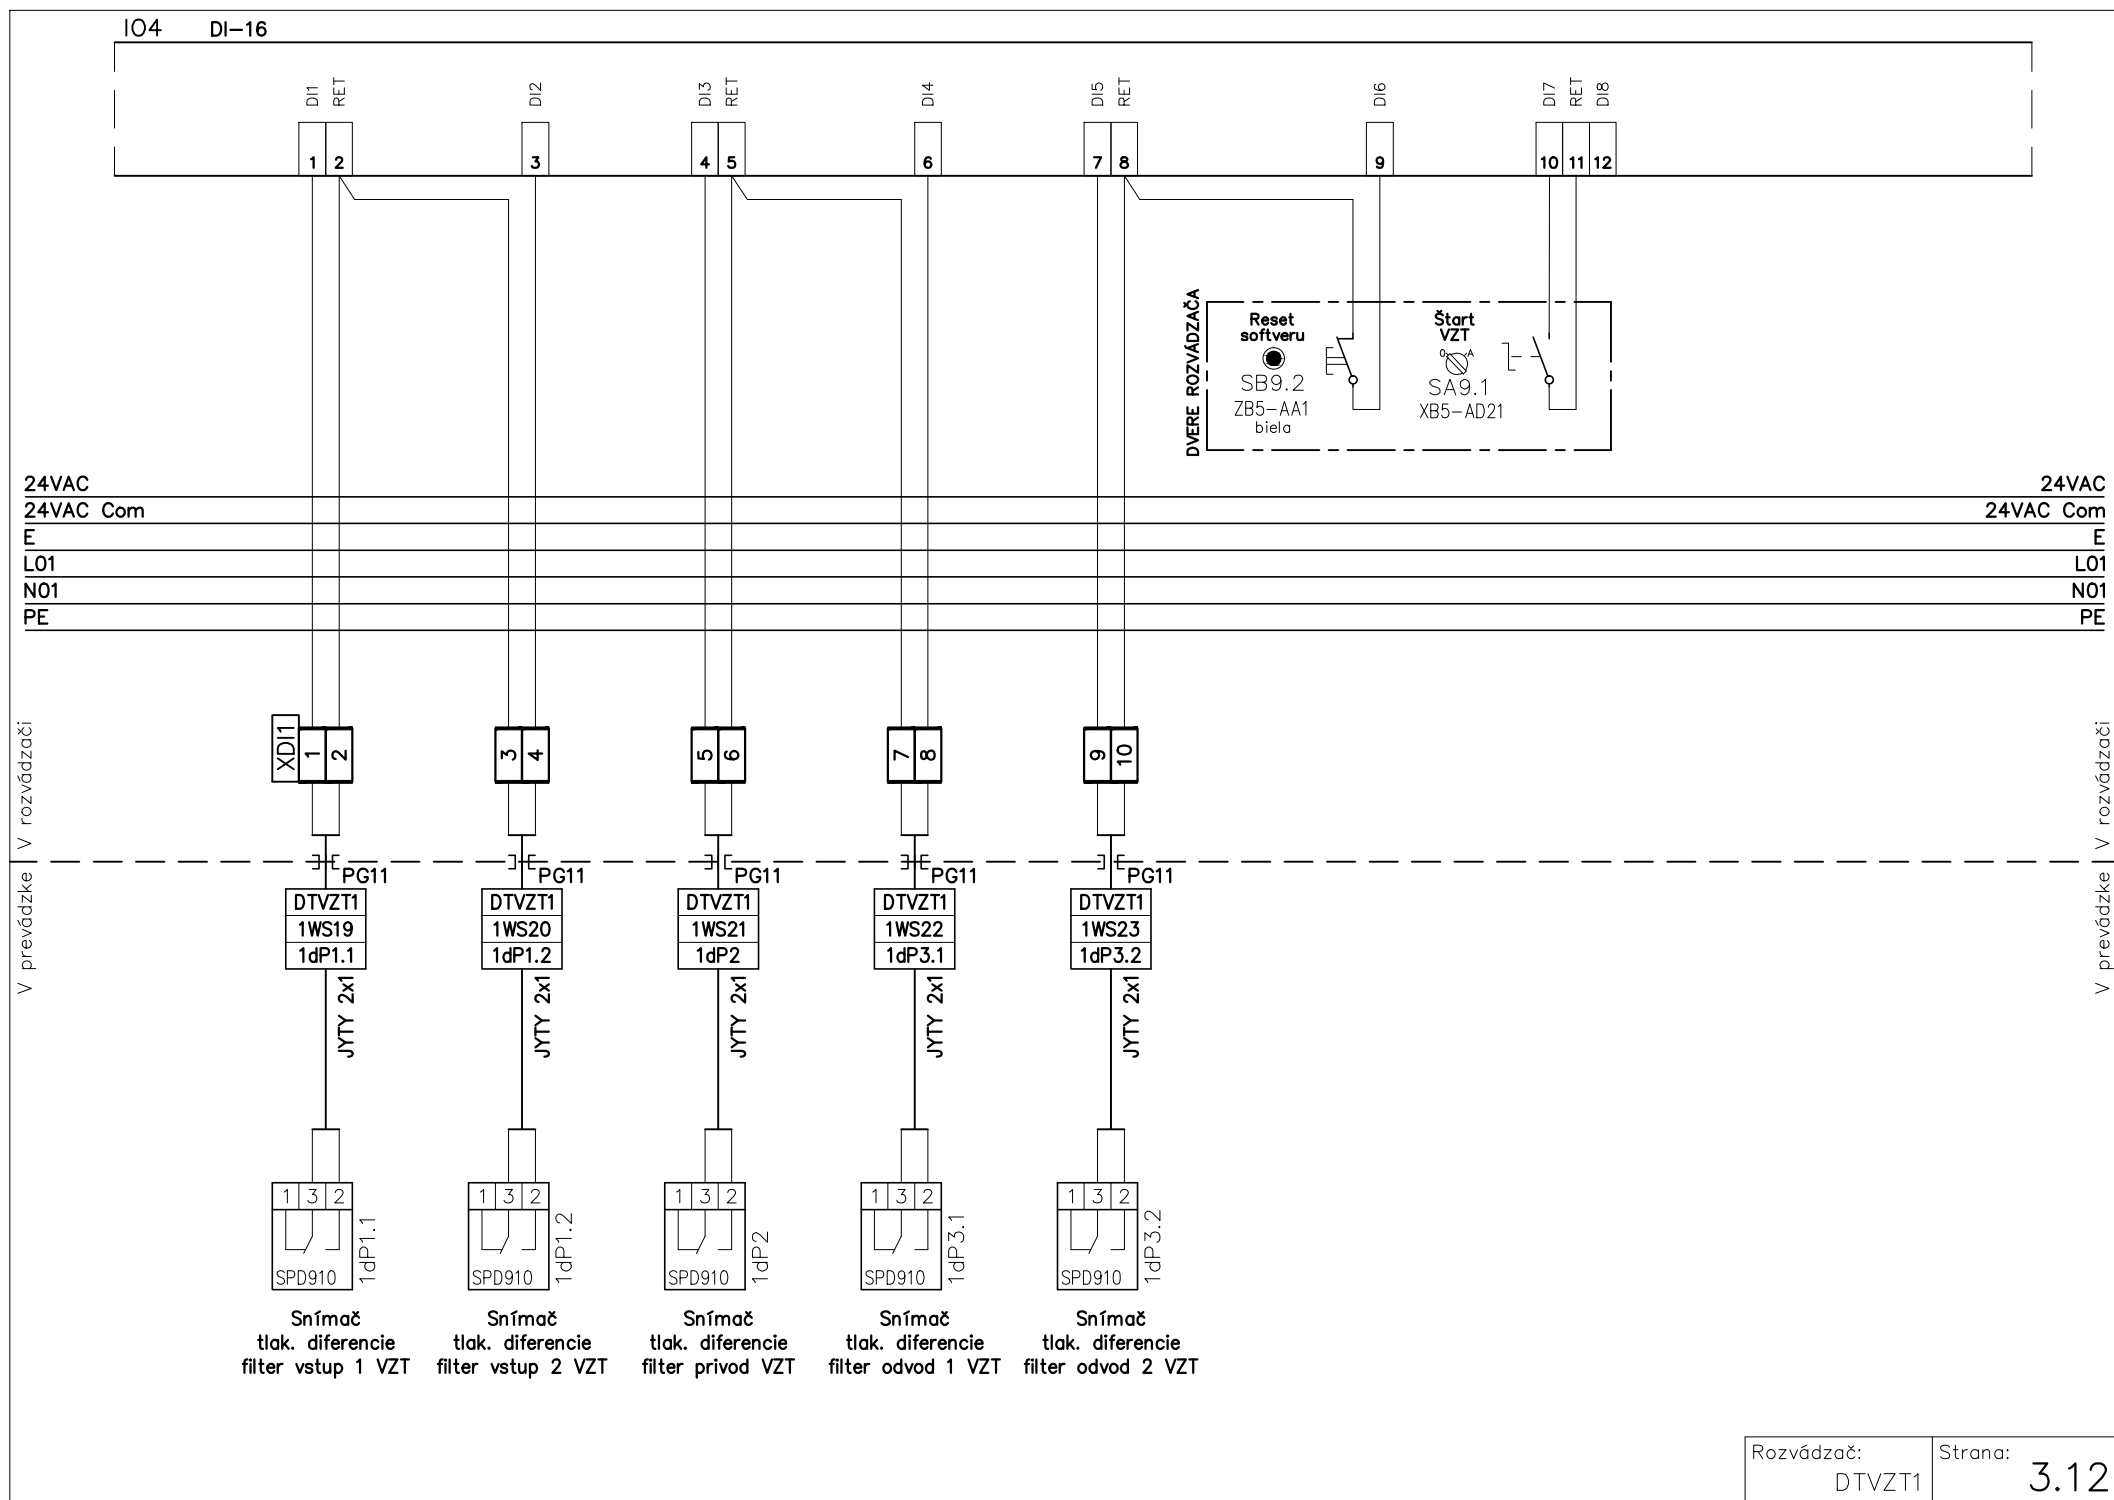 IO4 DI-16
DI1 RET DI2 DI3 RET DI4 DI5 RET DI6 DI7 RET DI8
1 2 3 4 5 6 7 8 9 10 11 12
DVERE ROZVÁDZAČA
Reset
softveru
SB9.2
ZB5-AA1
biela
Štart
VZT
0 A
SA9.1
XB5-AD21
24VAC 24VAC
24VAC Com 24VAC Com
E E
L01 L01
N01 N01
PE PE
V rozvádzači V rozvádzači
XDI1 1 2 3 4 5 6 7 8 9 10
V prevádzke V prevádzke
PG11 PG11 PG11 PG11 PG11
DTVZT1 DTVZT1 DTVZT1 DTVZT1 DTVZT1
1WS19 1WS20 1WS21 1WS22 1WS23
1dP1.1 1dP1.2 1dP2 1dP3.1 1dP3.2
JYTY 2x1 JYTY 2x1 JYTY 2x1 JYTY 2x1 JYTY 2x1
1 3 2 1 3 2 1 3 2 1 3 2 1 3 2
1dP1.1 1dP1.2 1dP2 1dP3.1 1dP3.2
SPD910 SPD910 SPD910 SPD910 SPD910
Snímač
tlak. diferencie
filter vstup 1 VZT
Snímač
tlak. diferencie
filter vstup 2 VZT
Snímač
tlak. diferencie
filter privod VZT
Snímač
tlak. diferencie
filter odvod 1 VZT
Snímač
tlak. diferencie
filter odvod 2 VZT
Rozvádzač:
DTVZT1
Strana:
3.12